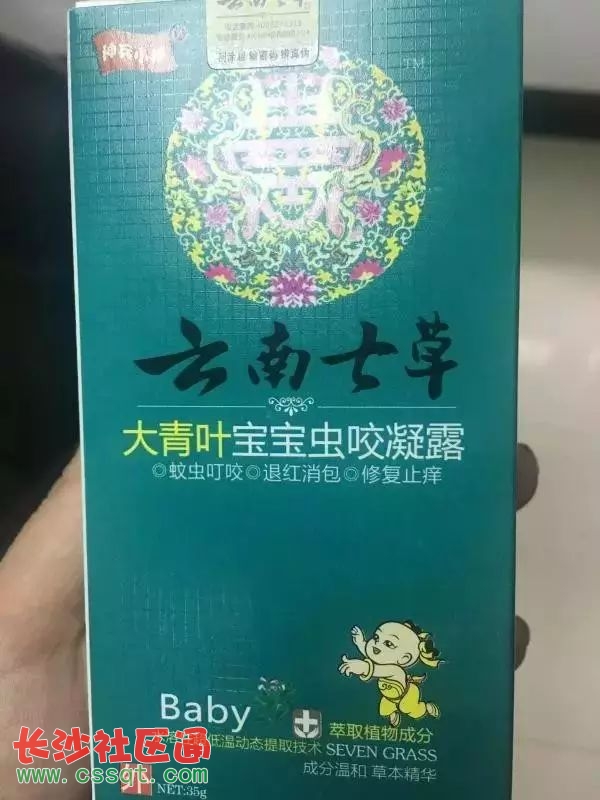 TM
云南七草
大青叶宝宝虫咬凝露
◎蚊虫叮咬◎退红消包◎修复止痒
Baby
萃取植物成分
低温动态提取技术 SEVEN GRASS
成分温和 草本精华
外
NET:35g
长沙社区通
www.cssqt.com